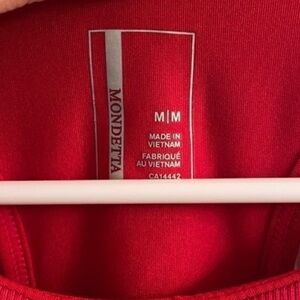 MONDETTA
M|M
MADE IN
VIETNAM
FABRIQUÉ
AU VIETNAM
CA14442